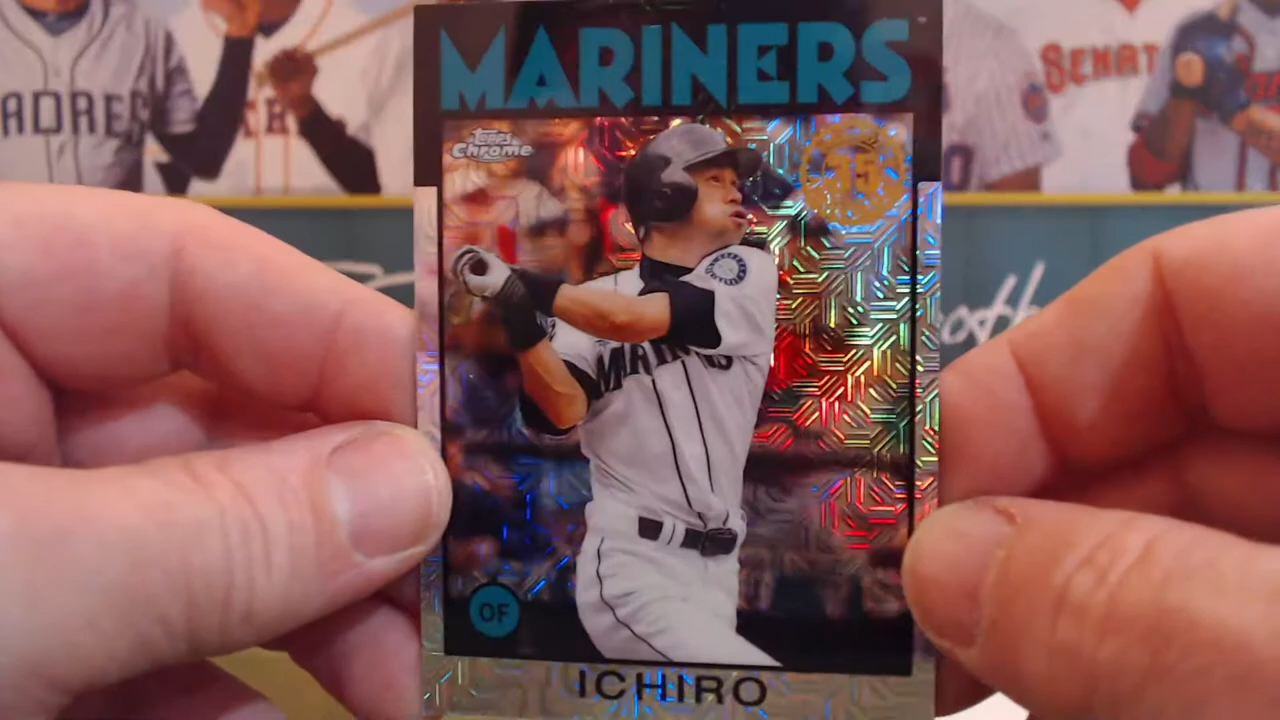 MARINERS
Topps
Chrome
35
MARINERS
OF
ICHIRO
ADRES
SENAT